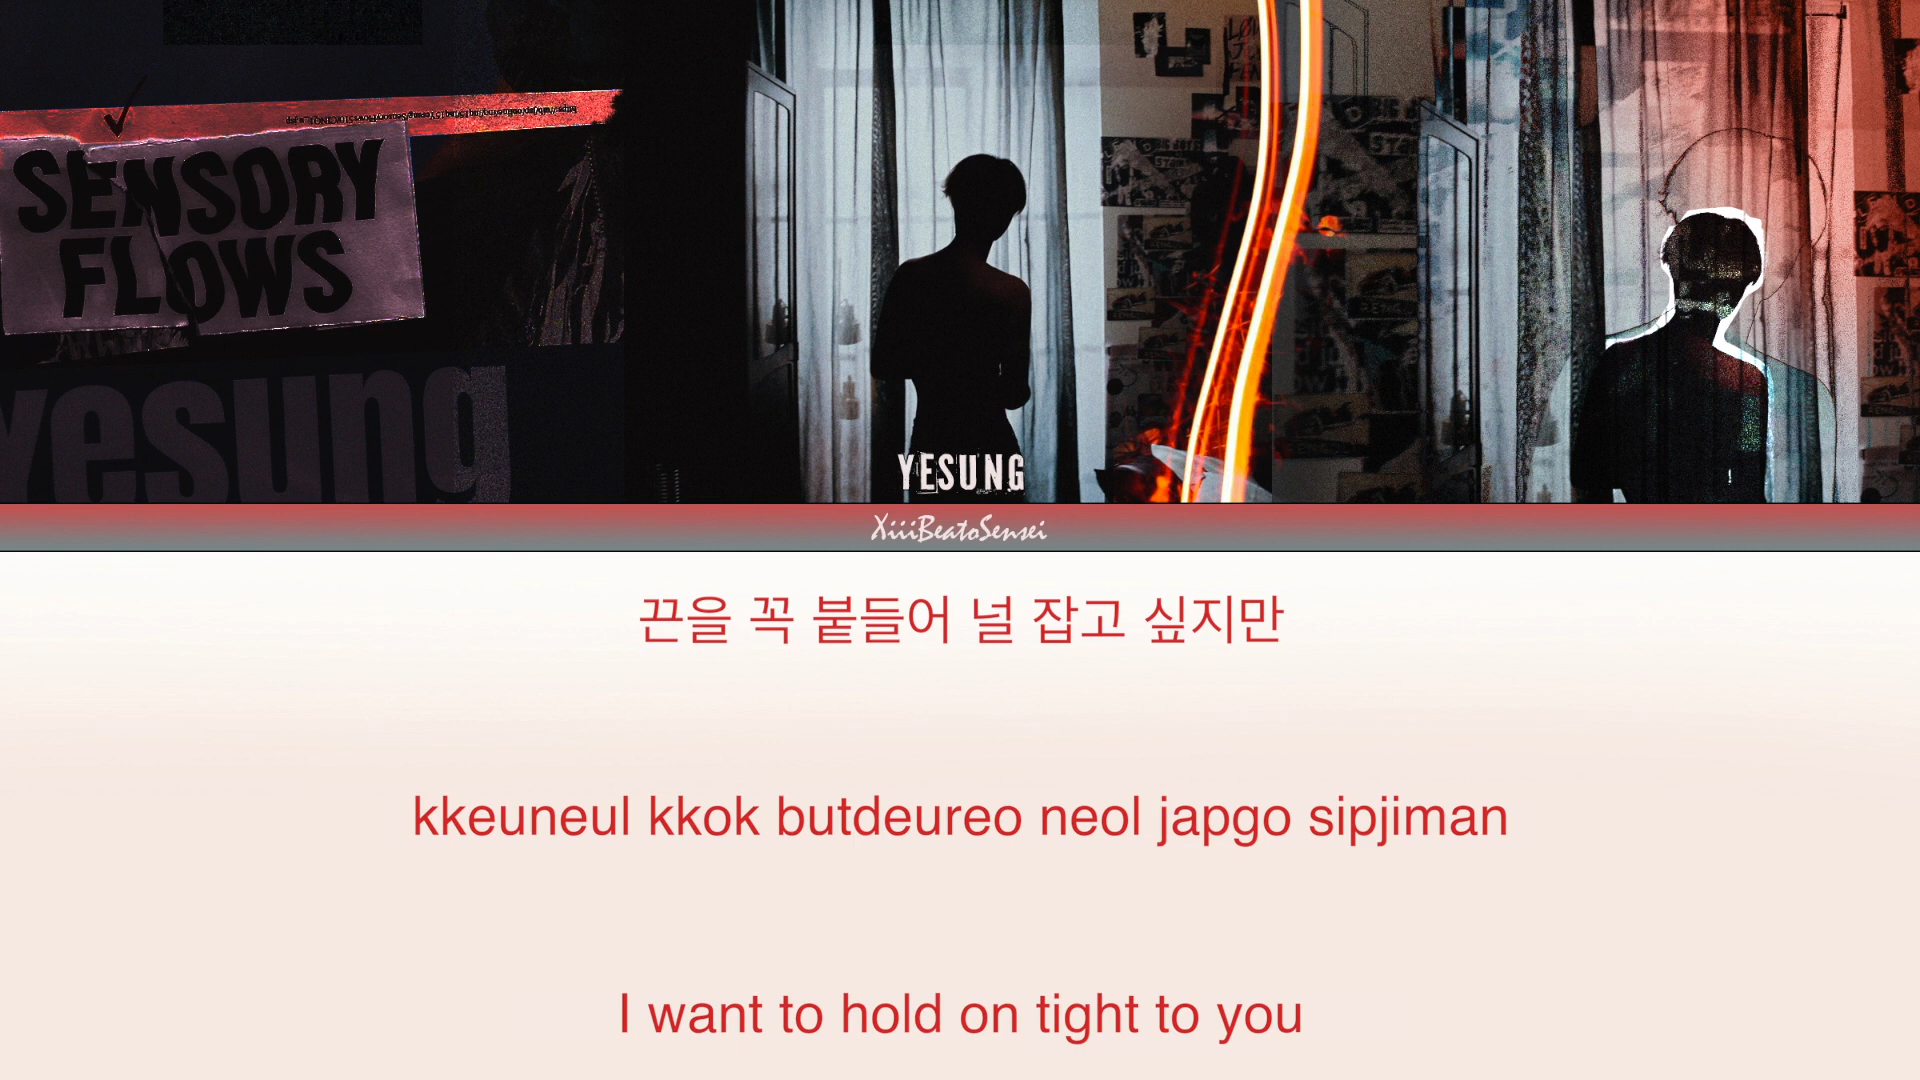 SENSORY
FLOWS
yesung
YESUNG
XiiiBeatoSensei
끈을 꼭 붙들어 널 잡고 싶지만
kkeuneul kkok butdeureo neol japgo sipjiman
I want to hold on tight to you